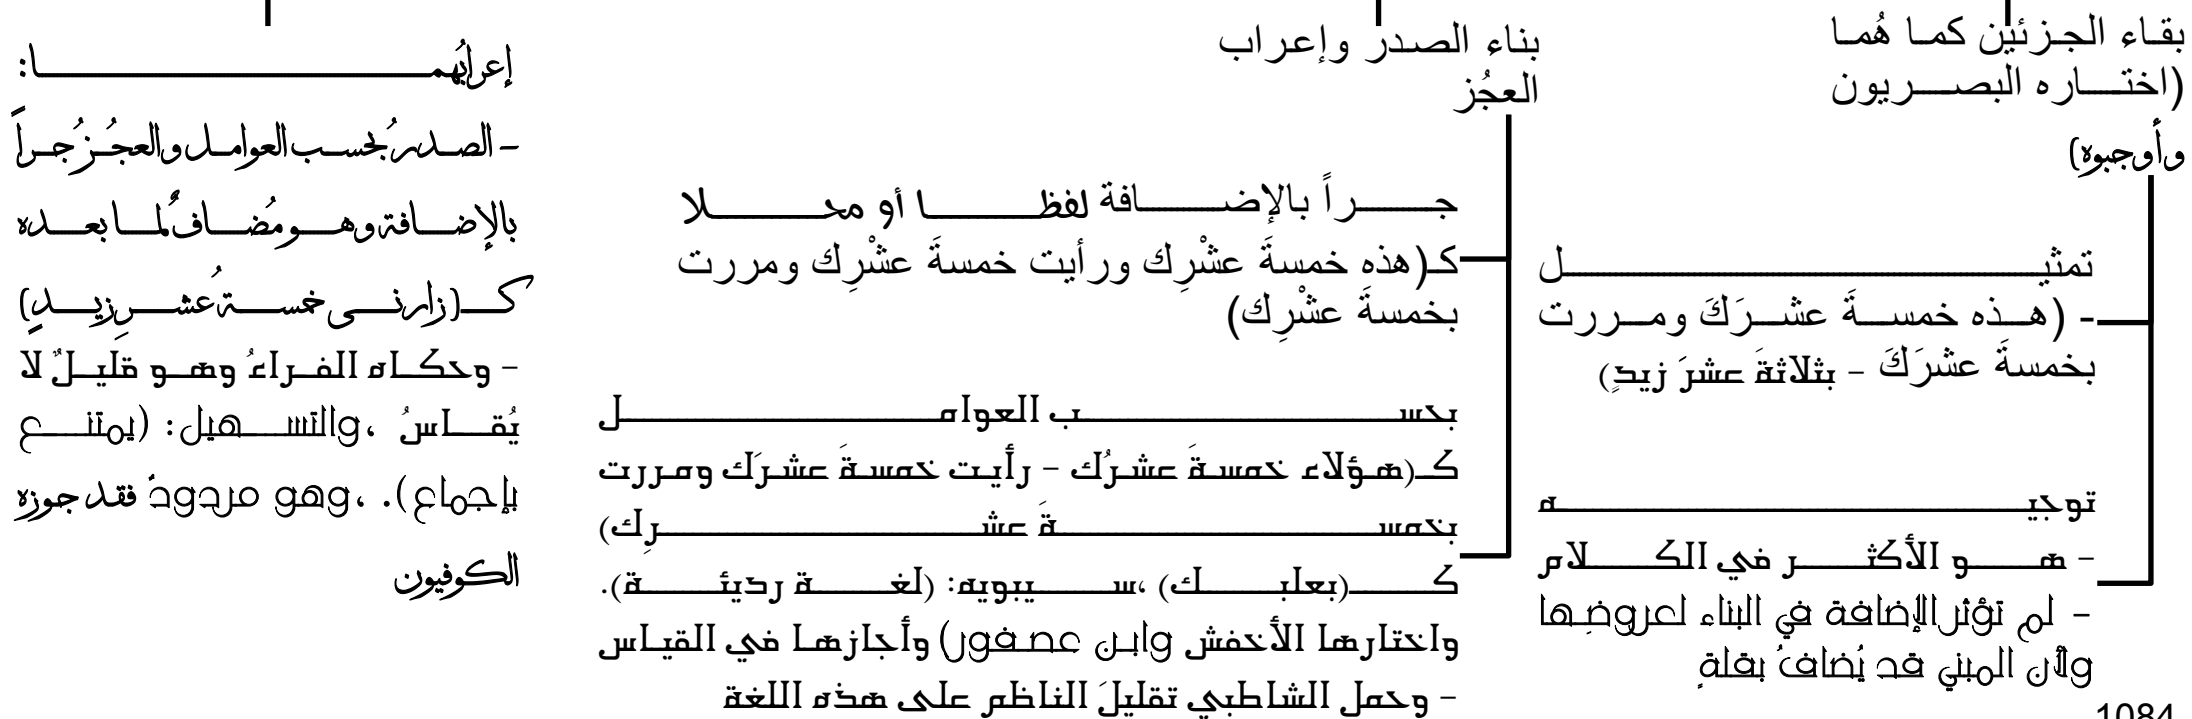 بقاء الجزئين كما هُما
(اختاره البصريون
وأوجبوه)
تمثيل
- (هذه خمسةَ عشرَكَ ومررت
بخمسةَ عشرَكَ - بثلاثةَ عشرَ زيدٍ)
توجيه
- هو الأكثر في الكلام
- لم تؤثر الإضافة في البناء لعروضِها
ولأن المبني قد يُضافُ بقلةٍ
بناء الصدر وإعراب
العجُز
جراً بالإضافة لفظا أو محلا
كـ(هذه خمسةَ عشْرِك ورأيت خمسةَ عشْرِك ومررت
بخمسةَ عشْرِك)
بحسب العوامل
كـ(هؤلاء خمسةَ عشرُك - رأيت خمسةَ عشرَك ومررت
بخمسةَ عشرِك)
كـ(بعلبك) ،سيبويه: (لغة رديئة).
واختارها الأخفش وابن عصفور) وأجازها في القياس
- وحمل الشاطبي تقليلَ الناظم على هذه اللغة
إعرابُهما:
- الصدرُ بحسب العوامل والعجُزُ جراً
بالإضافة وهو مُضافٌ لما بعده
كـ(زارني خمسةُ عشرِ زيدٍ)
- وحكاه الفراءُ وهو قليلٌ لا
يُقاسُ ،والتسهيل: (يمتنع
بإجماع). ،وهو مردودٌ فقد جوزه
الكوفيون
1084